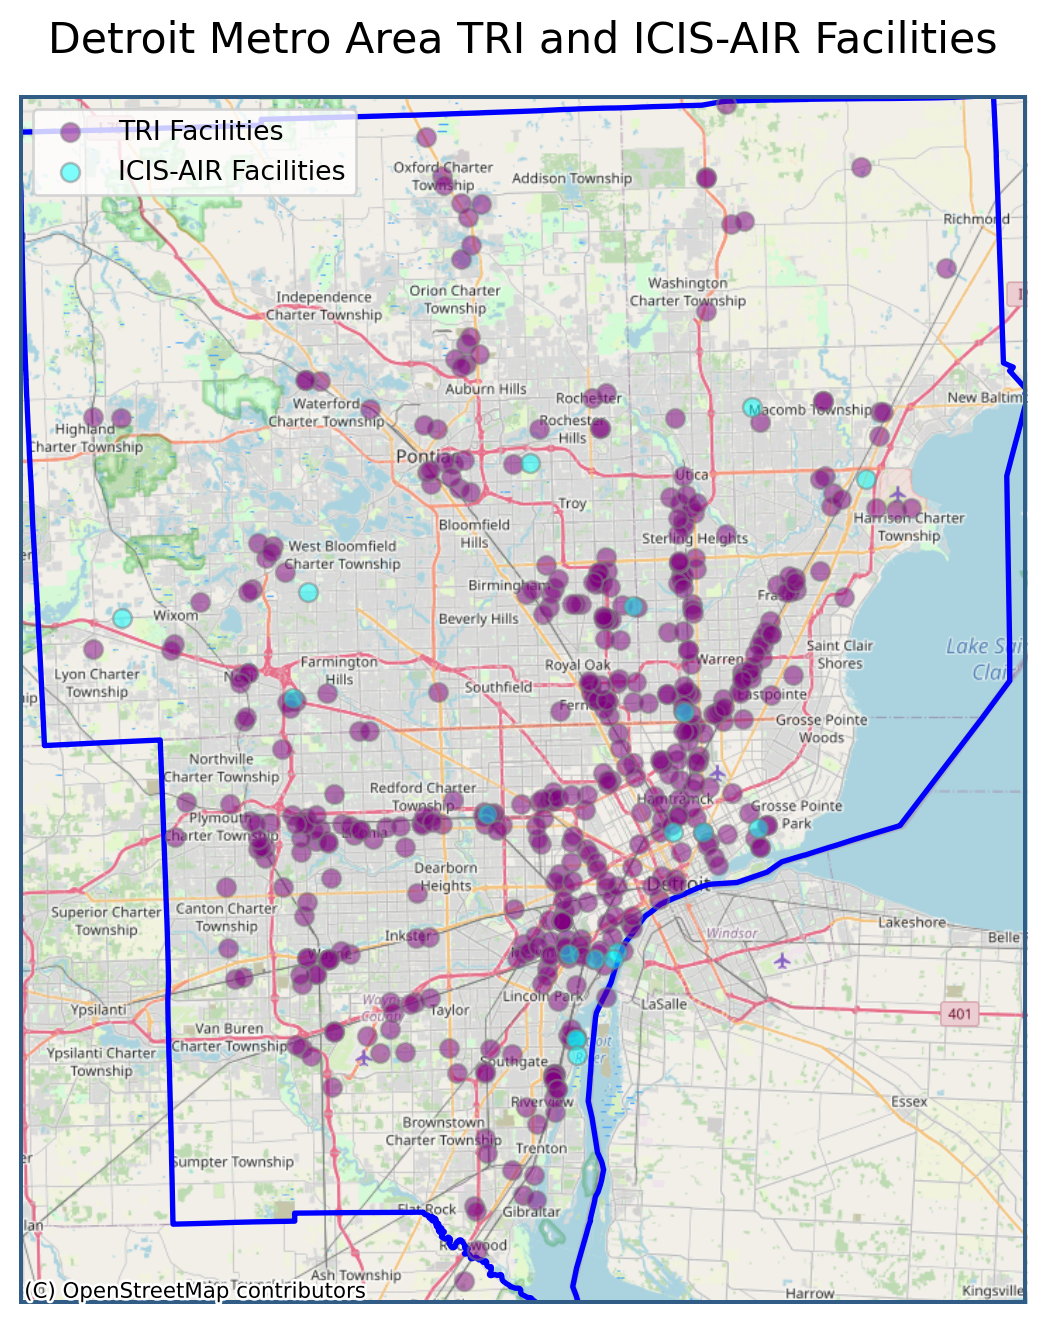 Detroit Metro Area TRI and ICIS-AIR Facilities
TRI Facilities
ICIS-AIR Facilities
Oxford Charter
Township
Addison Township
Richmond
Independence
Charter Township
Orion Charter
Township
Washington
Charter Township
Auburn Hills
Waterford
Charter Township
Rochester
Rochester
Hills
Macomb Township
New Baltim
Highland
Charter Township
Pontiac
Utica
Troy
Harrison Charter
Township
Bloomfield
Hills
Sterling Heights
West Bloomfield
Charter Township
Birmingham
Fraser
Wixom
Beverly Hills
Saint Clair
Shores
Lake Sai
Clai
Lyon Charter
Township
Farmington
Hills
Royal Oak
Warren
Southfield
Eastpointe
Fern
Grosse Pointe
Woods
Northville
Charter Township
Redford Charter
Township
Hamtramck
Grosse Pointe
Park
Plymouth
Charter Township
Livonia
Dearborn
Heights
Detroit
Superior Charter
Township
Canton Charter
Township
Inkster
Windsor
Lakeshore
Belle
Ypsilanti
Lincoln Park
LaSalle
Wayne
County
Taylor
401
Van Buren
Charter Township
Ypsilanti Charter
Township
Detroit
River
Southgate
Riverview
Essex
Brownstown
Charter Township
Trenton
Sumpter Township
Flat Rock
Gibraltar
lan
Rockwood
Ash Township
(C) OpenStreetMap contributors
Harrow
Kingsville